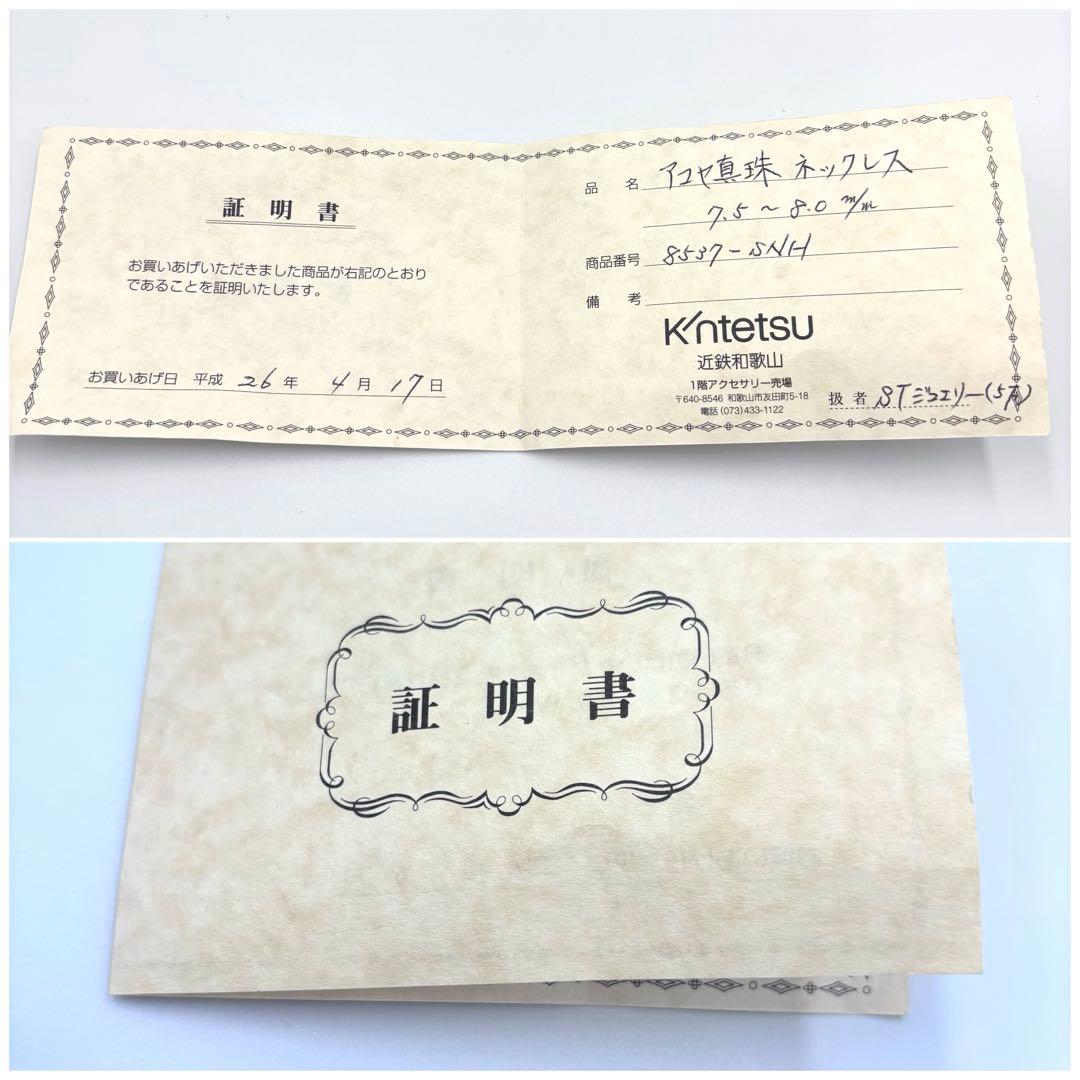 証明書
お買いあげいただきました商品が右記のとおり
であることを証明いたします。
お買いあげ日 平成 26年 4月 17日
品名 アコヤ真珠 ネックレス
7.5～8.0 m/m
商品番号 8537-SNH
備考
Kintetsu
近鉄和歌山
1階アクセサリー売場
〒640-8546 和歌山市友田町5-18
電話 (073)433-1122
扱者 STジュエリー
証明書